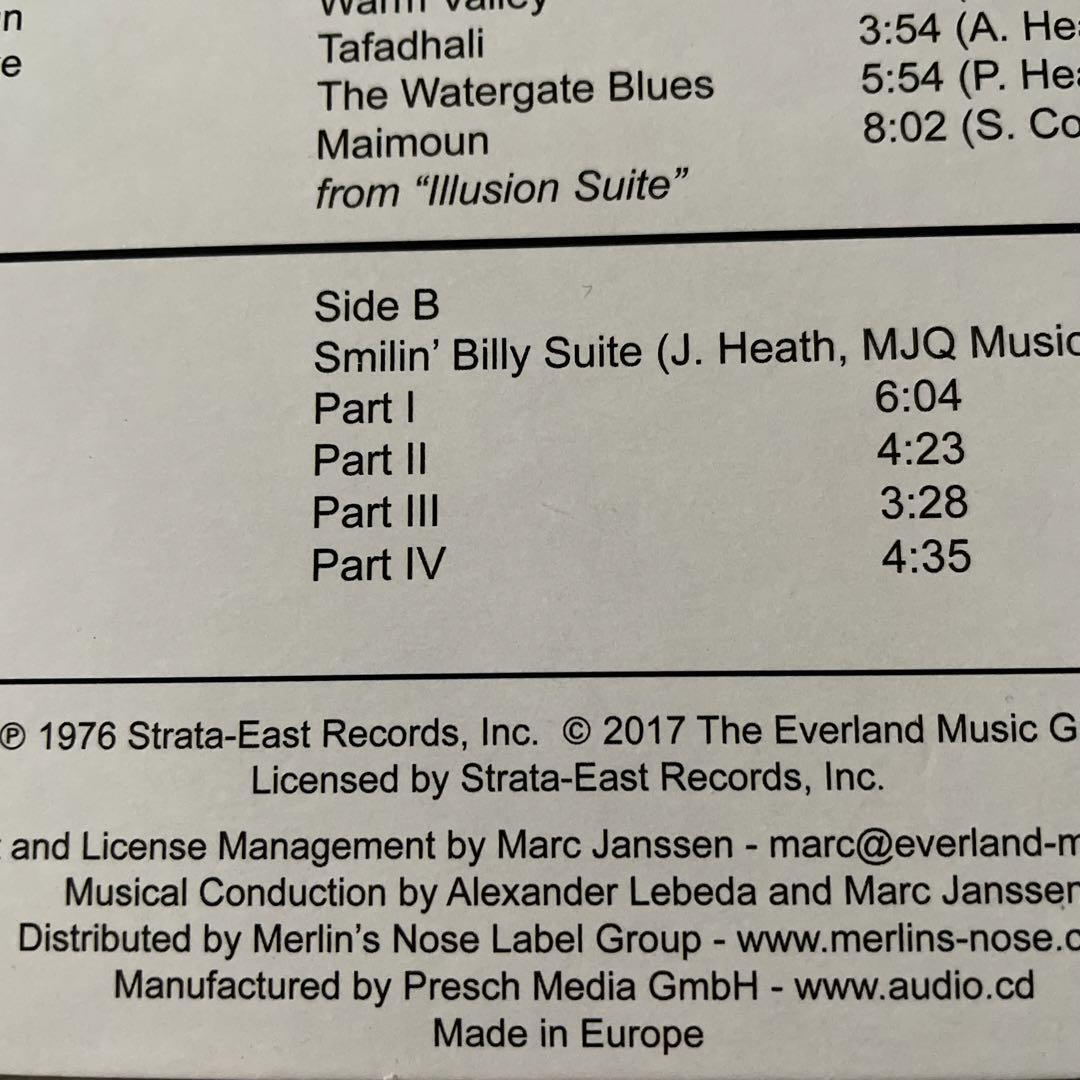 n
e
Warm Valley
Tafadhali 3:54 (A. Hea
The Watergate Blues 5:54 (P. Hea
Maimoun 8:02 (S. Co
from “Illusion Suite”
Side B
Smilin’ Billy Suite (J. Heath, MJQ Music
Part I 6:04
Part II 4:23
Part III 3:28
Part IV 4:35
℗ 1976 Strata-East Records, Inc. © 2017 The Everland Music G
Licensed by Strata-East Records, Inc.
and License Management by Marc Janssen - marc@everland-m
Musical Conduction by Alexander Lebeda and Marc Janssen
Distributed by Merlin’s Nose Label Group - www.merlins-nose.c
Manufactured by Presch Media GmbH - www.audio.cd
Made in Europe